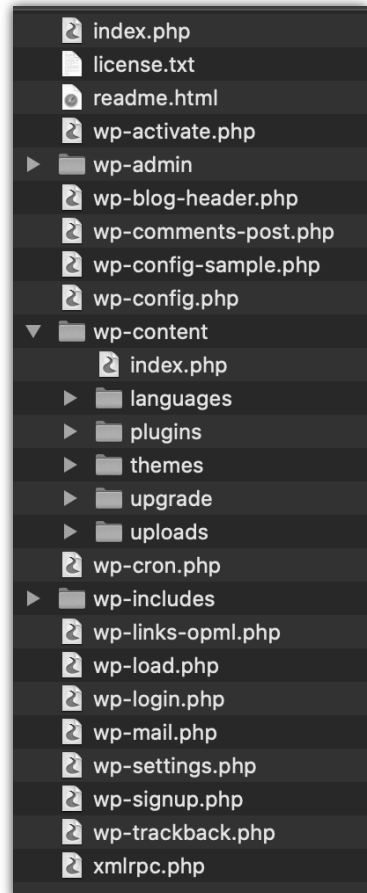 index.php
license.txt
readme.html
wp-activate.php
wp-admin
wp-blog-header.php
wp-comments-post.php
wp-config-sample.php
wp-config.php
wp-content
index.php
languages
plugins
themes
upgrade
uploads
wp-cron.php
wp-includes
wp-links-opml.php
wp-load.php
wp-login.php
wp-mail.php
wp-settings.php
wp-signup.php
wp-trackback.php
xmlrpc.php